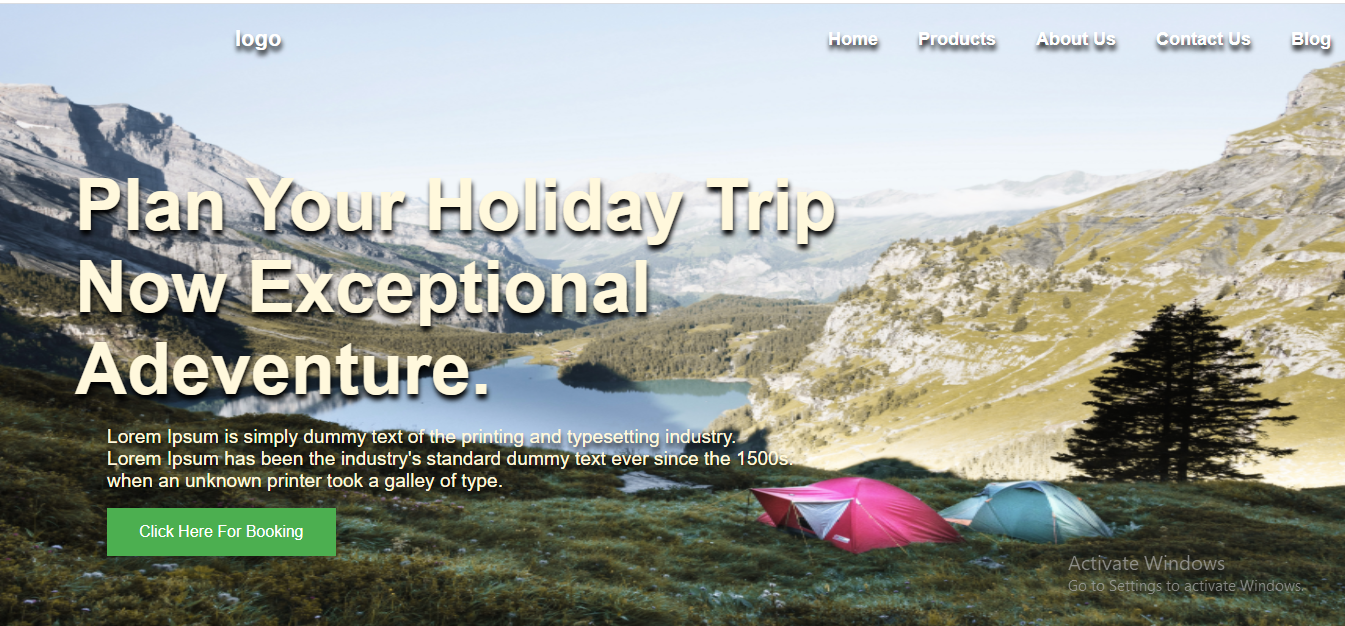 logo
Home Products About Us Contact Us Blog
Plan Your Holiday Trip
Now Exceptional
Adeventure.
Lorem Ipsum is simply dummy text of the printing and typesetting industry.
Lorem Ipsum has been the industry's standard dummy text ever since the 1500s.
when an unknown printer took a galley of type.
Click Here For Booking
Activate Windows
Go to Settings to activate Windows.